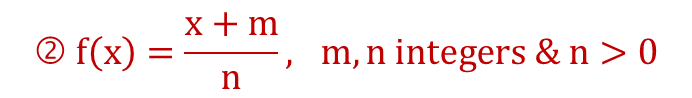 ② f(x) = (x + m)/n, m, n integers & n > 0